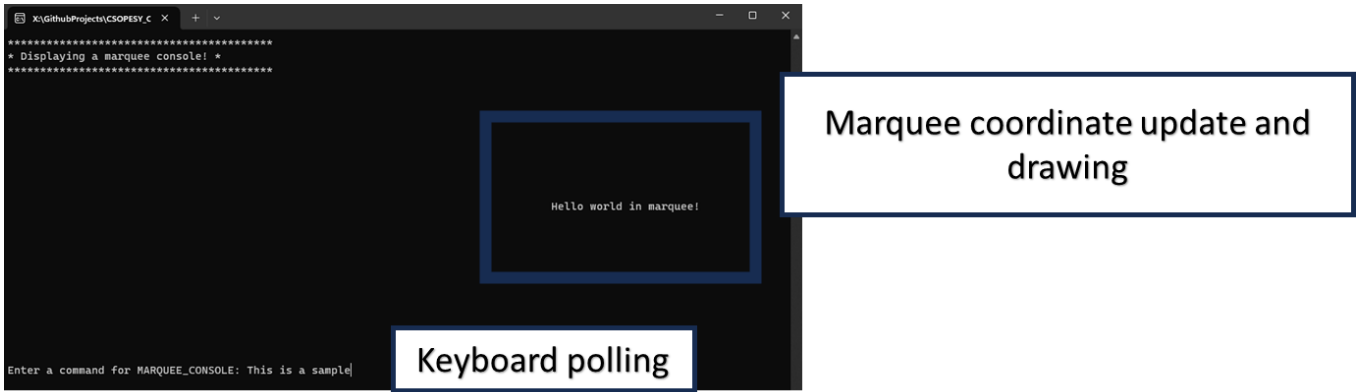 X:\GithubProjects\CSOPESY_C
******************************************
* Displaying a marquee console! *
******************************************
Marquee coordinate update and
drawing
Hello world in marquee!
Keyboard polling
Enter a command for MARQUEE_CONSOLE: This is a sample